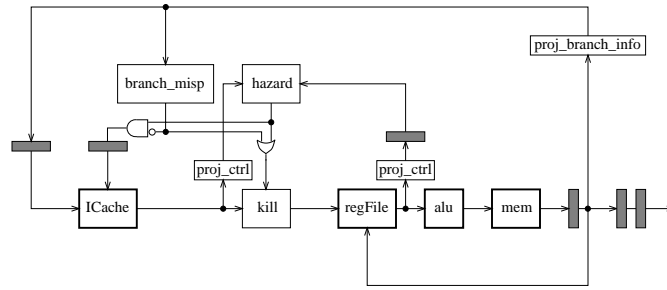 proj_branch_info
branch_misp
hazard
proj_ctrl
proj_ctrl
ICache
kill
regFile
alu
mem